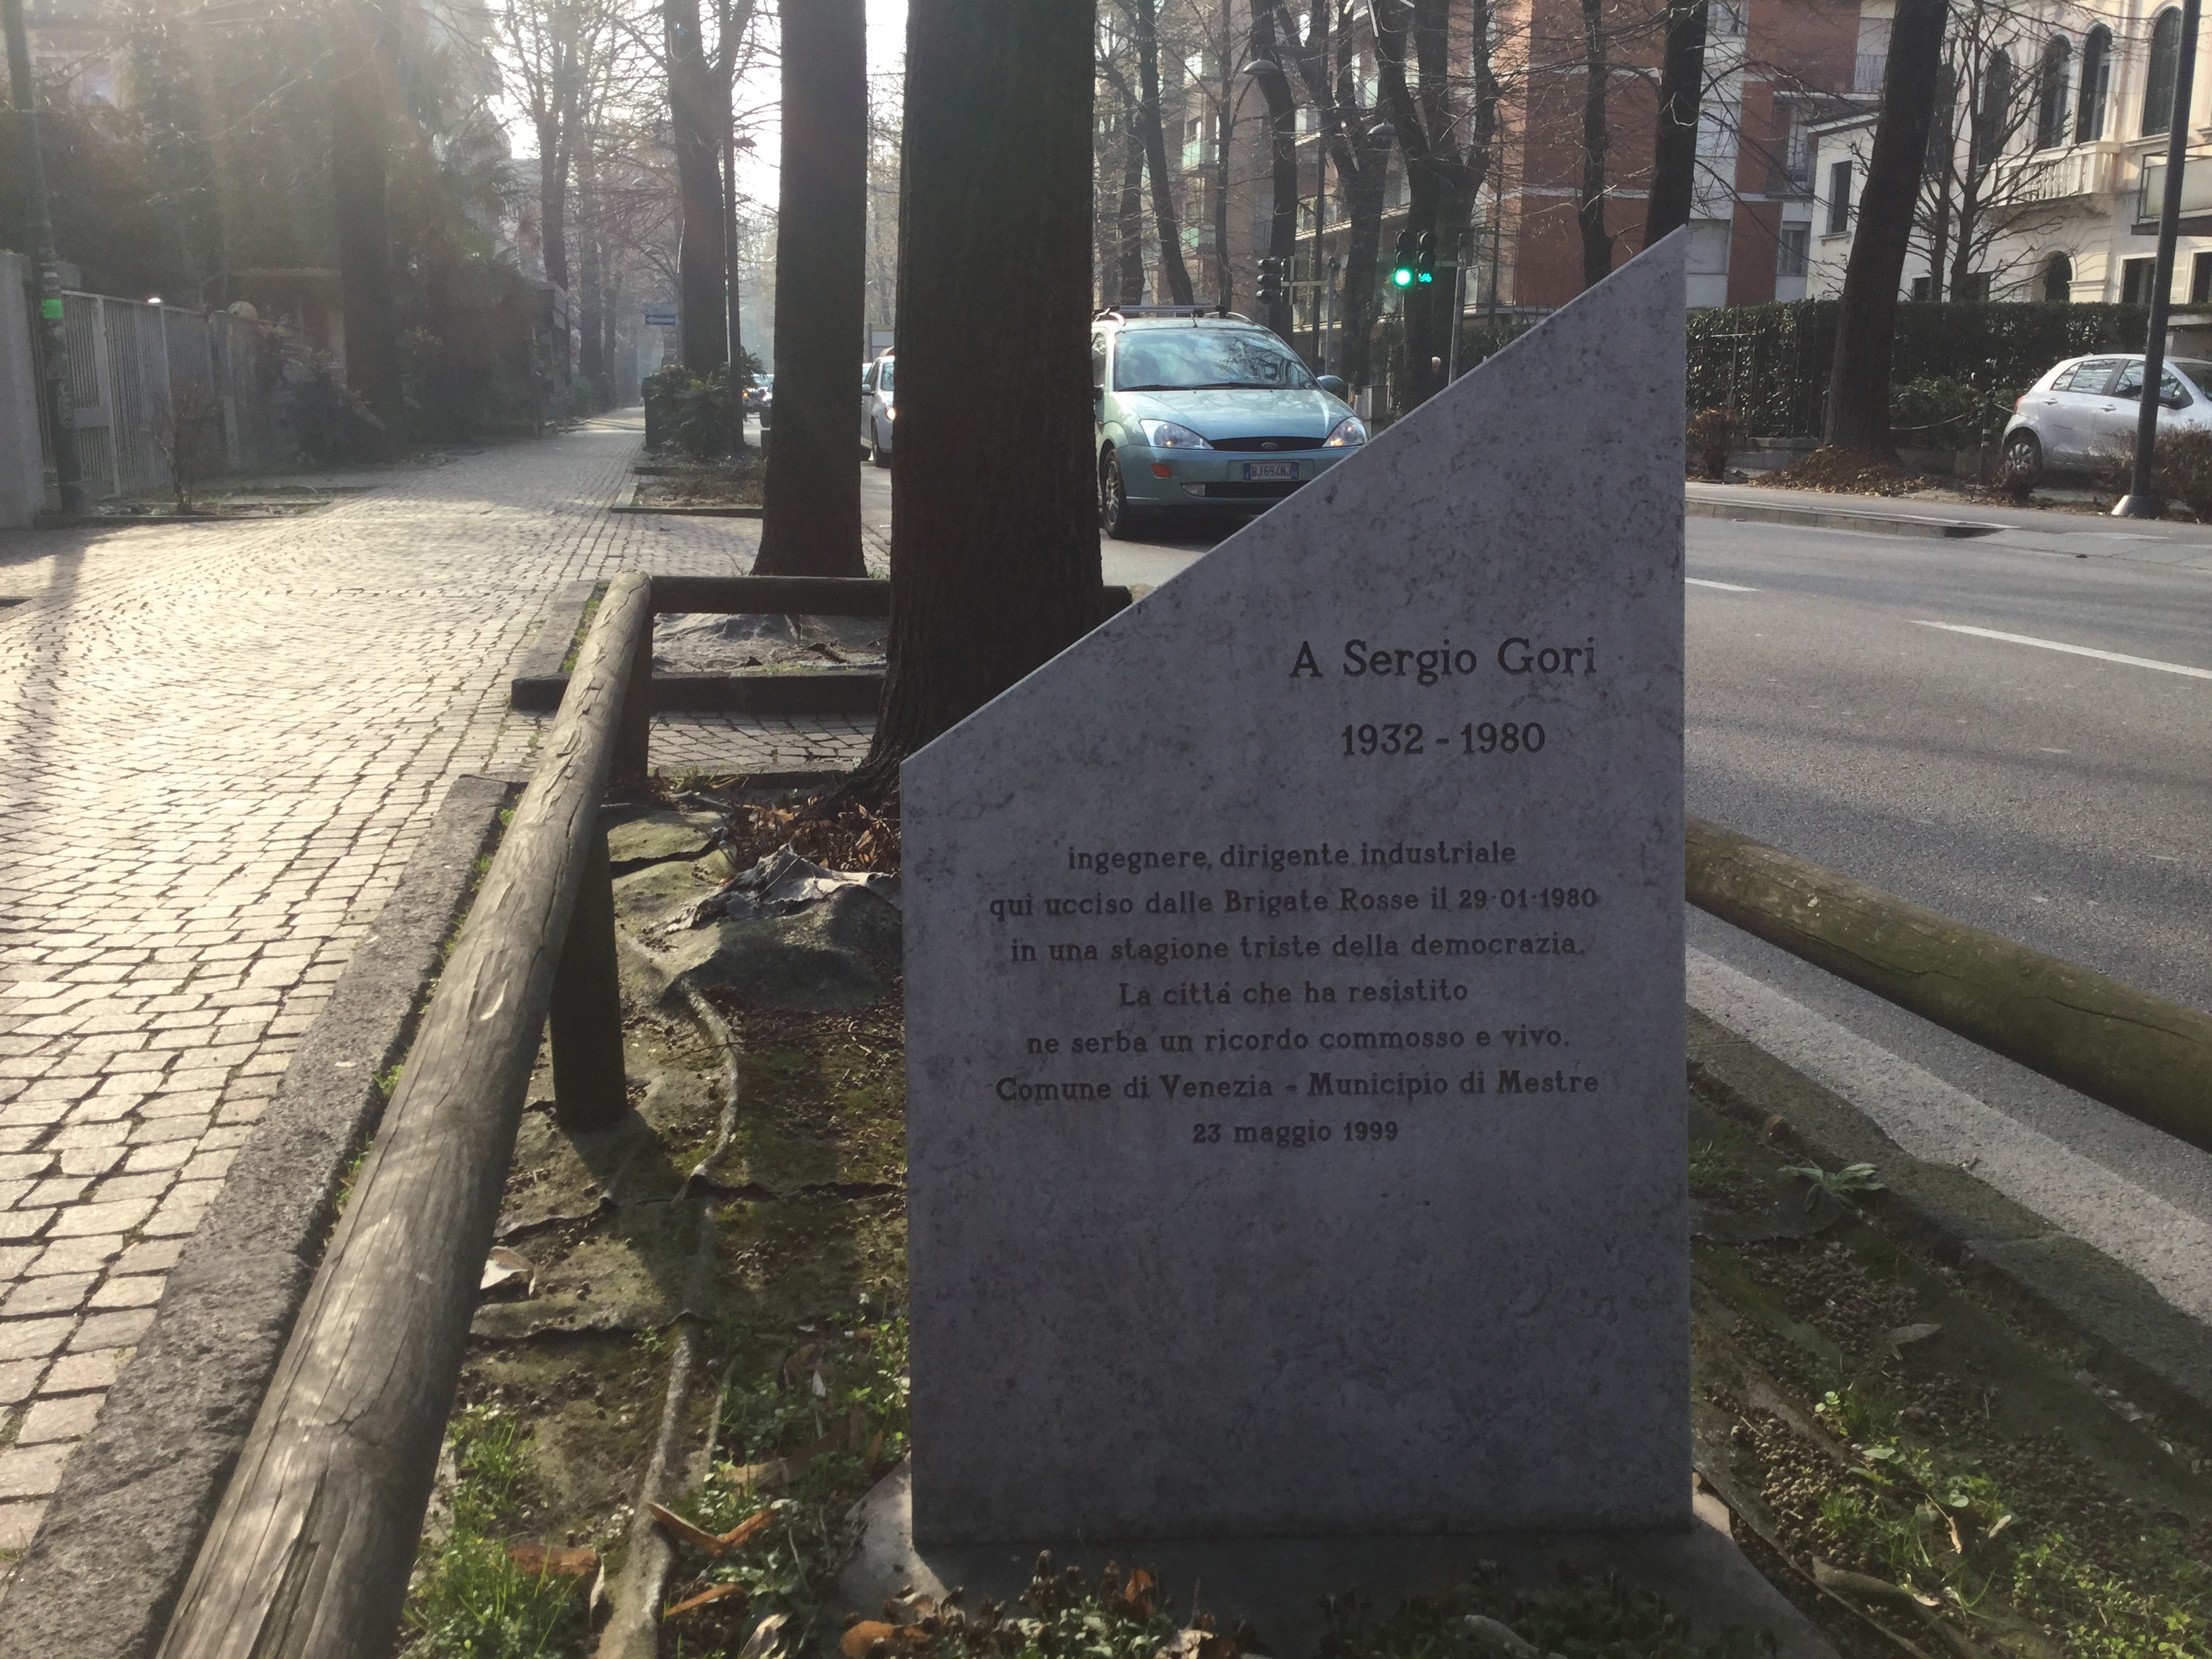 A Sergio Gori
1932 - 1980
ingegnere, dirigente industriale
qui ucciso dalle Brigate Rosse il 29·01·1980
in una stagione triste della democrazia.
La cittá che ha resistito
ne serba un ricordo commosso e vivo.
Comune di Venezia - Municipio di Mestre
23 maggio 1999
BJ694NJ